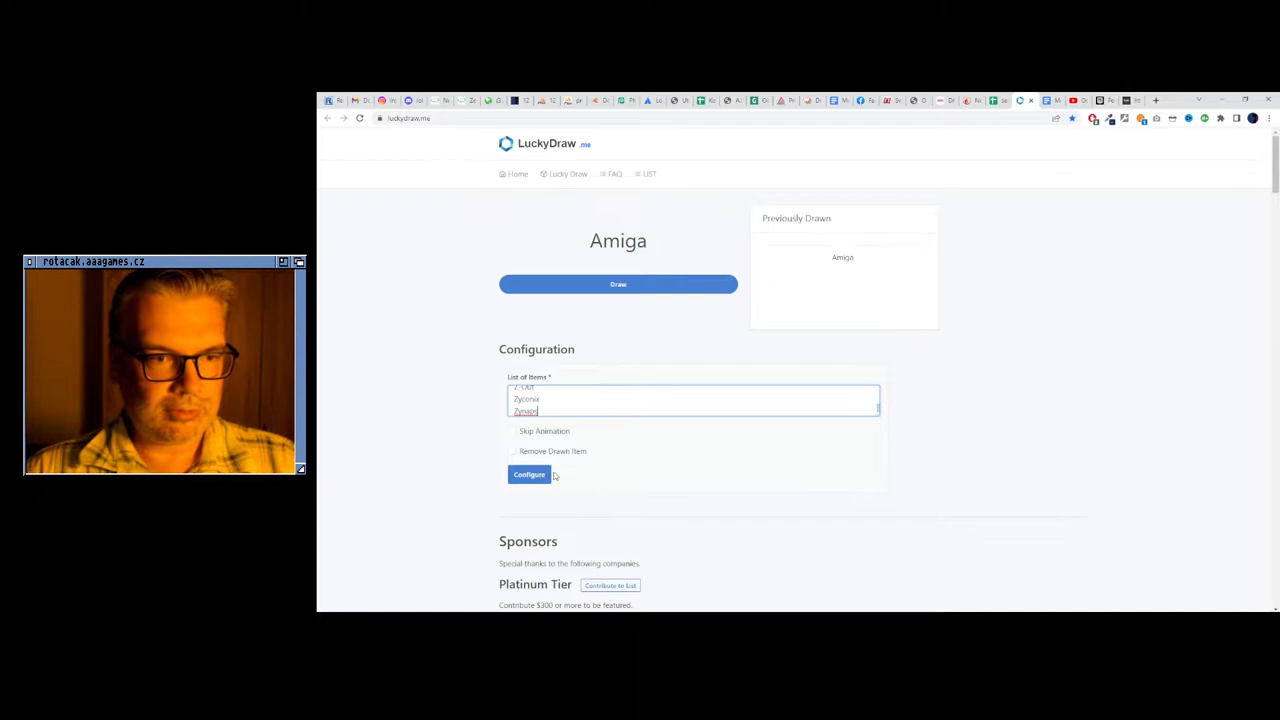 luckydraw.me
LuckyDraw .me
Home
Lucky Draw
FAQ
LIST
Previously Drawn
Amiga
Amiga
Draw
Configuration
List of Items *
Z-Out
Zyconix
Zynaps
Skip Animation
Remove Drawn Item
Configure
rotacak.aaagames.cz
Sponsors
Special thanks to the following companies.
Platinum Tier
Contribute to List
Contribute $300 or more to be featured.